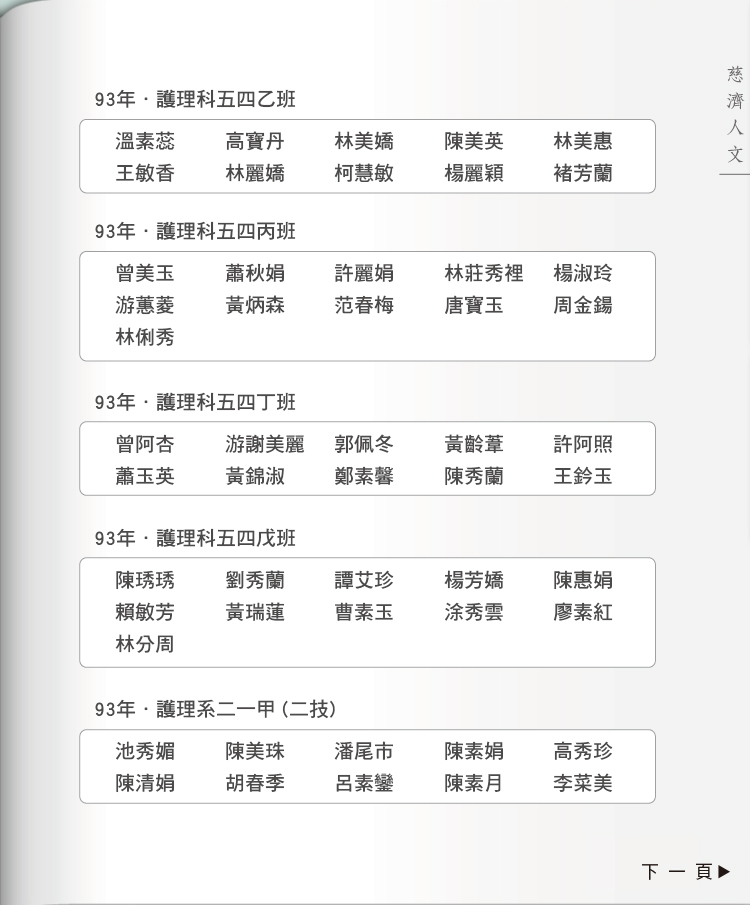 慈濟人文
93年．護理科五四乙班
溫素蕊 高寶丹 林美嬌 陳美英 林美惠
王敏香 林麗嬌 柯慧敏 楊麗穎 褚芳蘭
93年．護理科五四丙班
曾美玉 蕭秋娟 許麗娟 林莊秀裡 楊淑玲
游蕙菱 黃炳森 范春梅 唐寶玉 周金鍚
林俐秀
93年．護理科五四丁班
曾阿杏 游謝美麗 郭佩冬 黃齡葦 許阿照
蕭玉英 黃錦淑 鄭素馨 陳秀蘭 王鈴玉
93年．護理科五四戊班
陳琇琇 劉秀蘭 譚艾珍 楊芳嬌 陳惠娟
賴敏芳 黃瑞蓮 曹素玉 涂秀雲 廖素紅
林分周
93年．護理系二一甲(二技)
池秀媚 陳美珠 潘尾市 陳素娟 高秀珍
陳清娟 胡春季 呂素鑾 陳素月 李菜美
下一頁▶